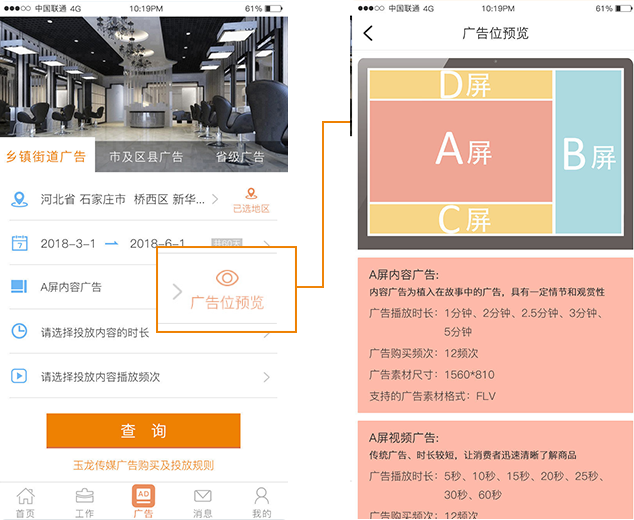 中国联通 4G 10:19PM 61%
乡镇街道广告 市及区县广告 省级广告
河北省 石家庄市 桥西区 新华... 已选地区
7 2018-3-1 2018-6-1
A屏内容广告
广告位预览
请选择投放内容的时长
请选择投放内容播放频次
查 询
玉龙传媒广告购买及投放规则
AD
首页 工作 广告 消息 我的
中国联通 4G 10:19PM 61%
广告位预览
D屏
A屏
B屏
C屏
A屏内容广告:
内容广告为植入在故事中的广告，具有一定情节和观赏性
广告播放时长: 1分钟、2分钟、2.5分钟、3分钟、
5分钟
广告购买频次: 12频次
广告素材尺寸: 1560*810
支持的广告素材格式: FLV
A屏视频广告:
传统广告、时长较短，让消费者迅速清晰了解商品
广告播放时长: 5秒、10秒、15秒、20秒、25秒、
30秒、60秒
广告购买频次: 12频次